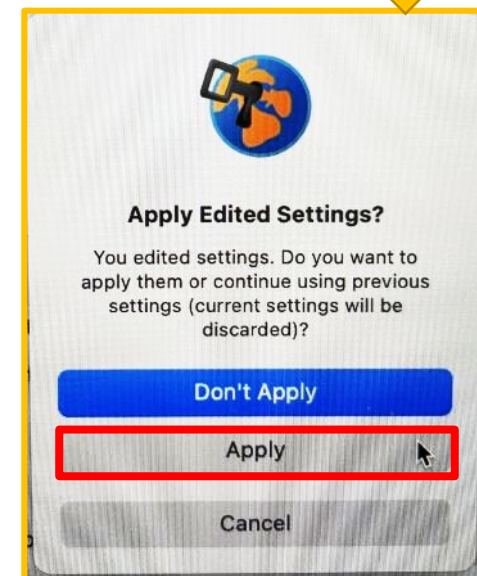 Apply Edited Settings?
You edited settings. Do you want to
apply them or continue using previous
settings (current settings will be
discarded)?
Don't Apply
Apply
Cancel